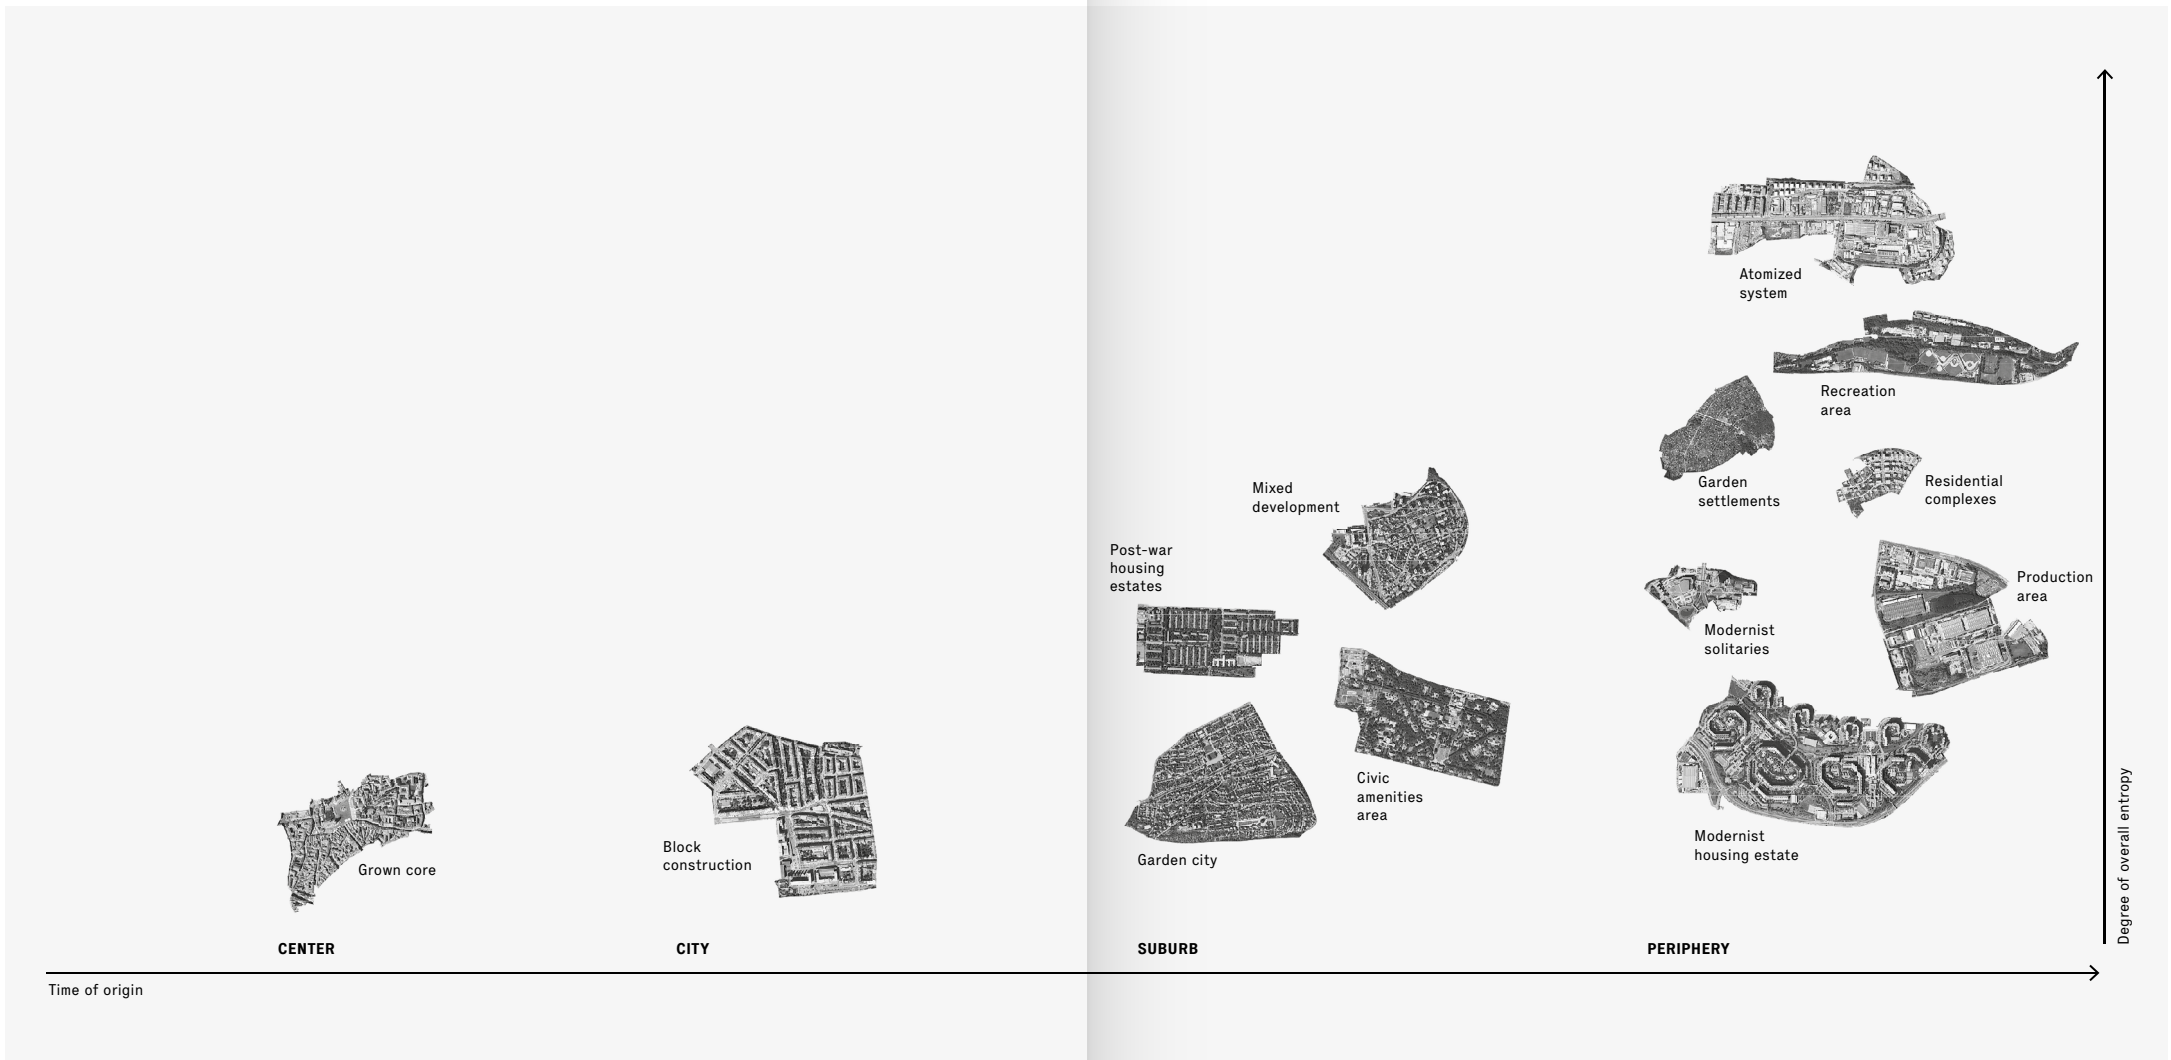 Atomized
system
Recreation
area
Garden
settlements
Residential
complexes
Mixed
development
Post-war
housing
estates
Production
area
Modernist
solitaries
Civic
amenities
area
Modernist
housing estate
Block
construction
Garden city
Grown core
CENTER
CITY
SUBURB
PERIPHERY
Time of origin
Degree of overall entropy